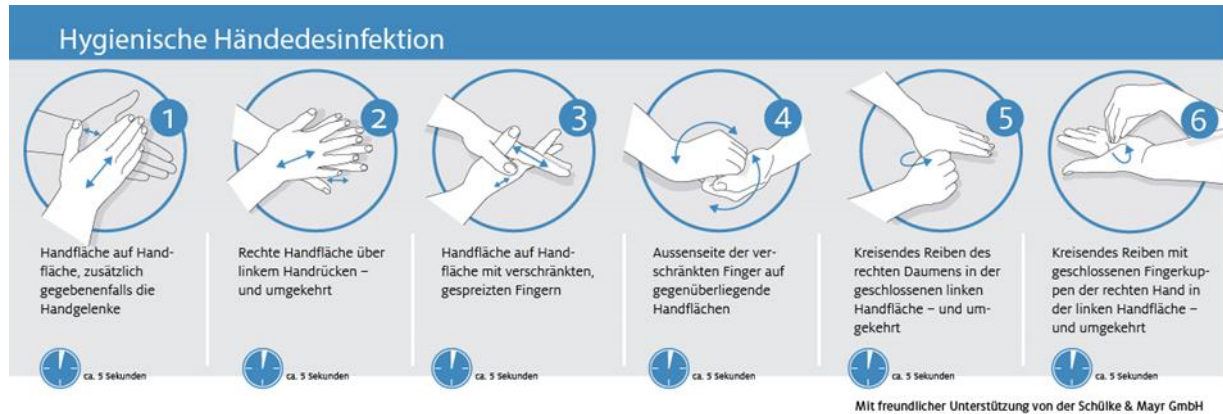 Hygienische Händedesinfektion
1
Handfläche auf Hand-
fläche, zusätzlich
gegebenenfalls die
Handgelenke
ca. 5 Sekunden
2
Rechte Handfläche über
linkem Handrücken –
und umgekehrt
ca. 5 Sekunden
3
Handfläche auf Hand-
fläche mit verschränkten,
gespreizten Fingern
ca. 5 Sekunden
4
Aussenseite der ver-
schränkten Finger auf
gegenüberliegende
Handflächen
ca. 5 Sekunden
5
Kreisendes Reiben des
rechten Daumens in der
geschlossenen linken
Handfläche – und um-
gekehrt
ca. 5 Sekunden
6
Kreisendes Reiben mit
geschlossenen Fingerkup-
pen der rechten Hand in
der linken Handfläche –
und umgekehrt
ca. 5 Sekunden
Mit freundlicher Unterstützung von der Schülke & Mayr GmbH